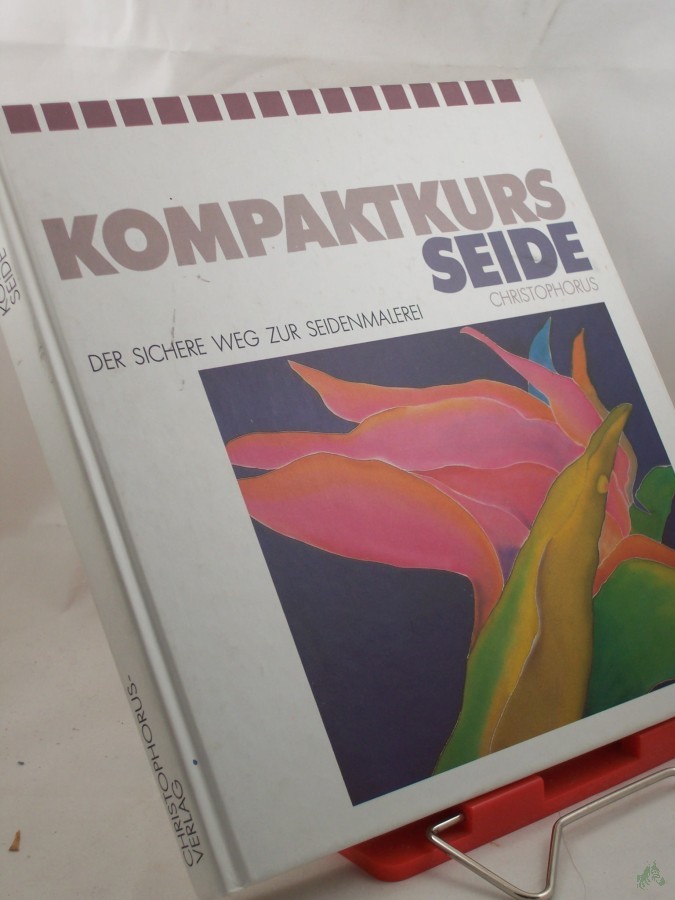 KOMPAKTKURS
SEIDE
CHRISTOPHORUS
DER SICHERE WEG ZUR SEIDENMALEREI
SEIDE
CHRISTOPHORUS-
VERLAG